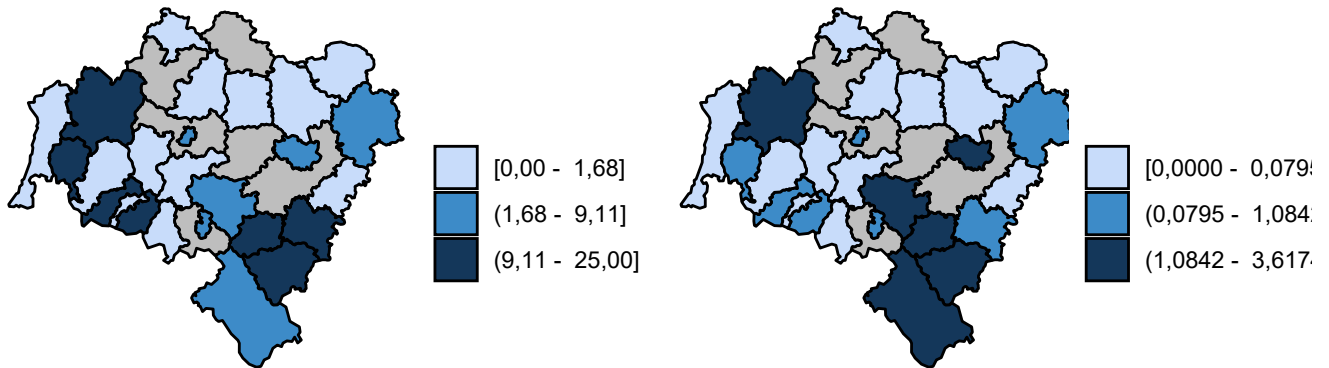 [0,00 - 1,68]
(1,68 - 9,11]
(9,11 - 25,00]
[0,0000 - 0,079
(0,0795 - 1,084
(1,0842 - 3,617